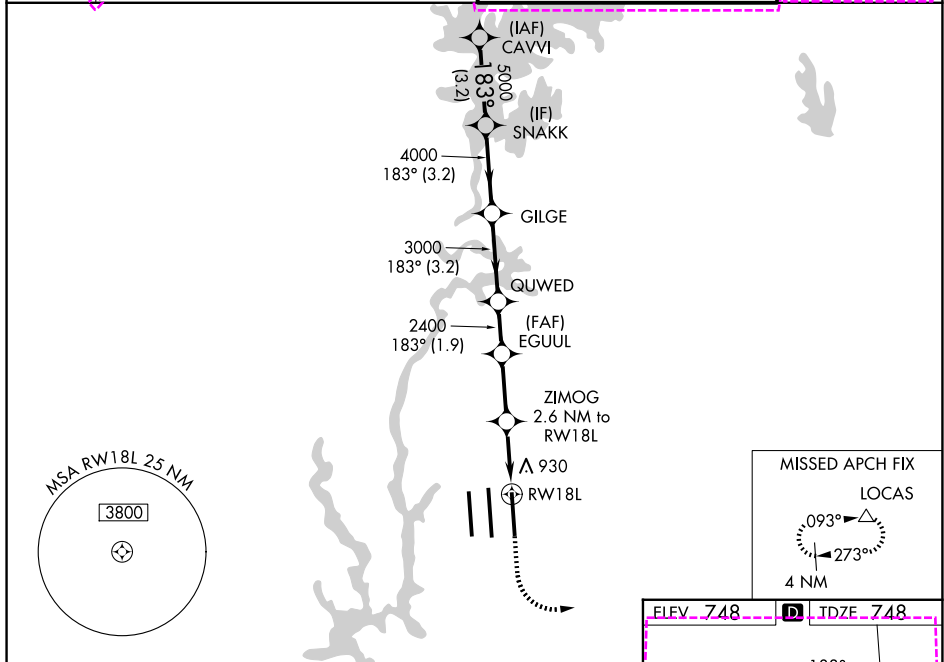 (IAF)
CAVVI
5000
183°
(3.2)
(IF)
SNAKK
4000
183° (3.2)
GILGE
3000
183° (3.2)
QUWED
2400
183° (1.9)
(FAF)
EGUUL
ZIMOG
2.6 NM to
RW18L
930
RW18L
MSA RW18L 25 NM
3800
MISSED APCH FIX
LOCAS
093°
273°
4 NM
ELEV 748 D TDZE 748